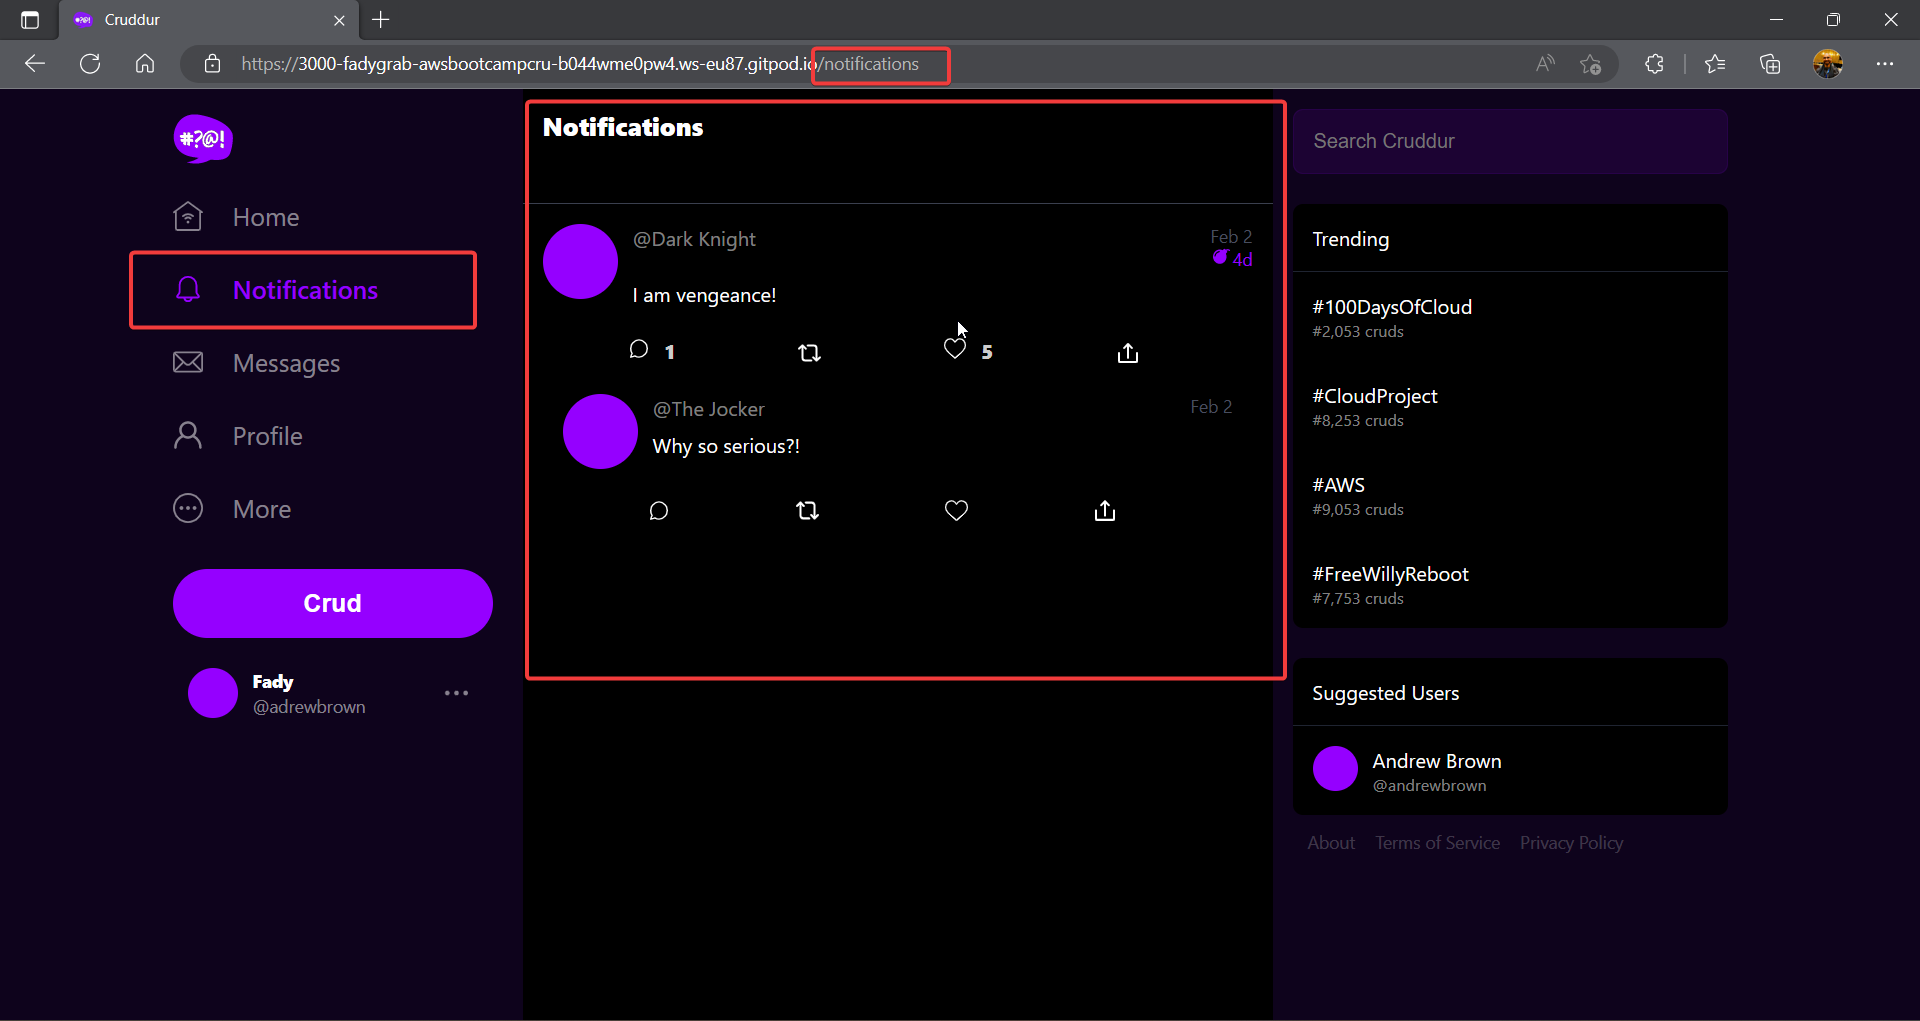 Cruddur
https://3000-fadygrab-awsbootcampcru-b044wme0pw4.ws-eu87.gitpod.io/notifications
#?@!
Home
Notifications
Messages
Profile
More
Crud
Fady
@adrewbrown
Notifications
@Dark Knight
Feb 2
4d
I am vengeance!
1
5
@The Jocker
Feb 2
Why so serious?!
Search Cruddur
Trending
#100DaysOfCloud
#2,053 cruds
#CloudProject
#8,253 cruds
#AWS
#9,053 cruds
#FreeWillyReboot
#7,753 cruds
Suggested Users
Andrew Brown
@andrewbrown
About Terms of Service Privacy Policy